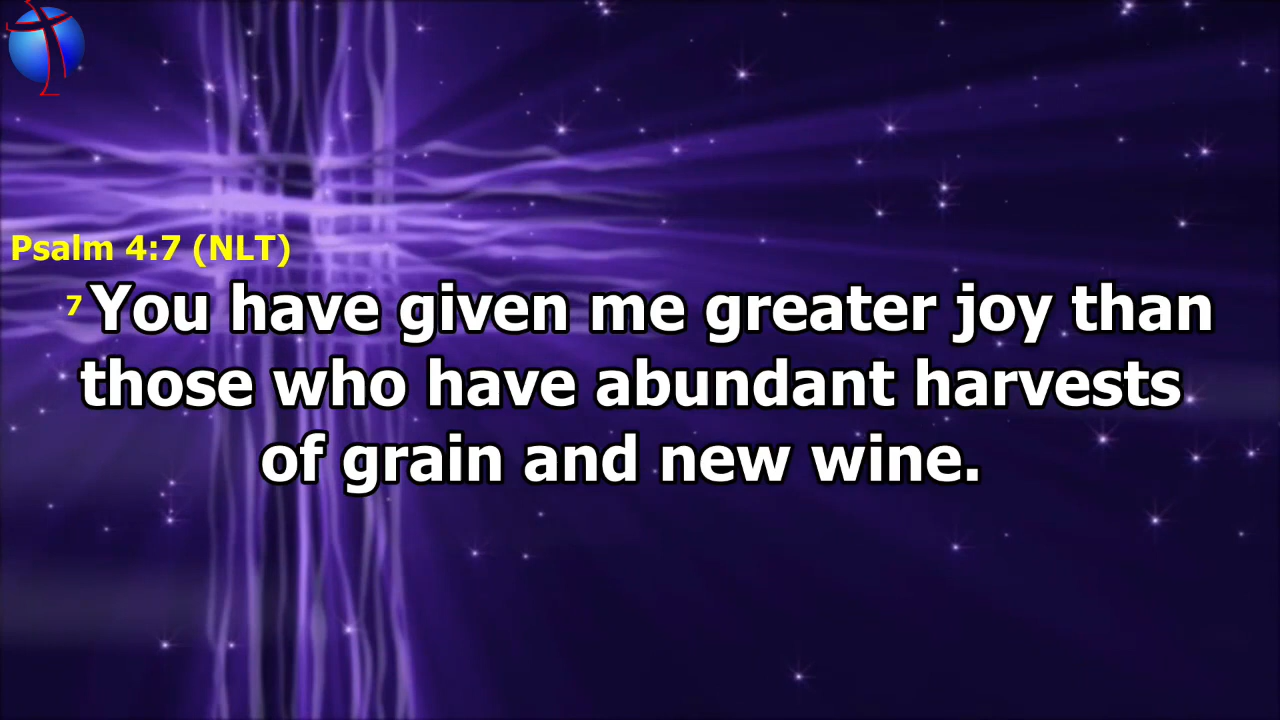 Psalm 4:7 (NLT)
7 You have given me greater joy than
those who have abundant harvests
of grain and new wine.